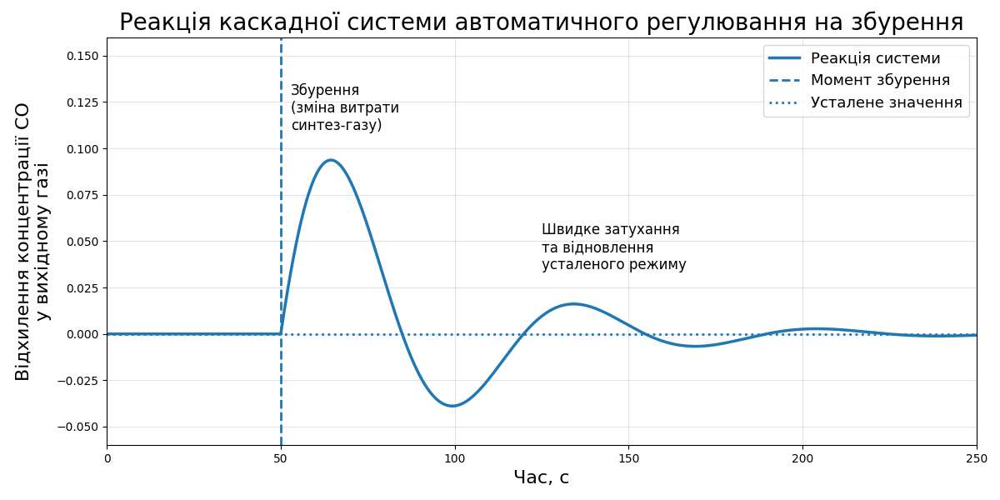 Реакція каскадної системи автоматичного регулювання на збурення
Відхилення концентрації CO
у вихідному газі
0.150
0.125
0.100
0.075
0.050
0.025
0.000
−0.025
−0.050
Збурення
(зміна витрати
синтез-газу)
Швидке затухання
та відновлення
усталеного режиму
Реакція системи
Момент збурення
Усталене значення
0 50 100 150 200 250
Час, с